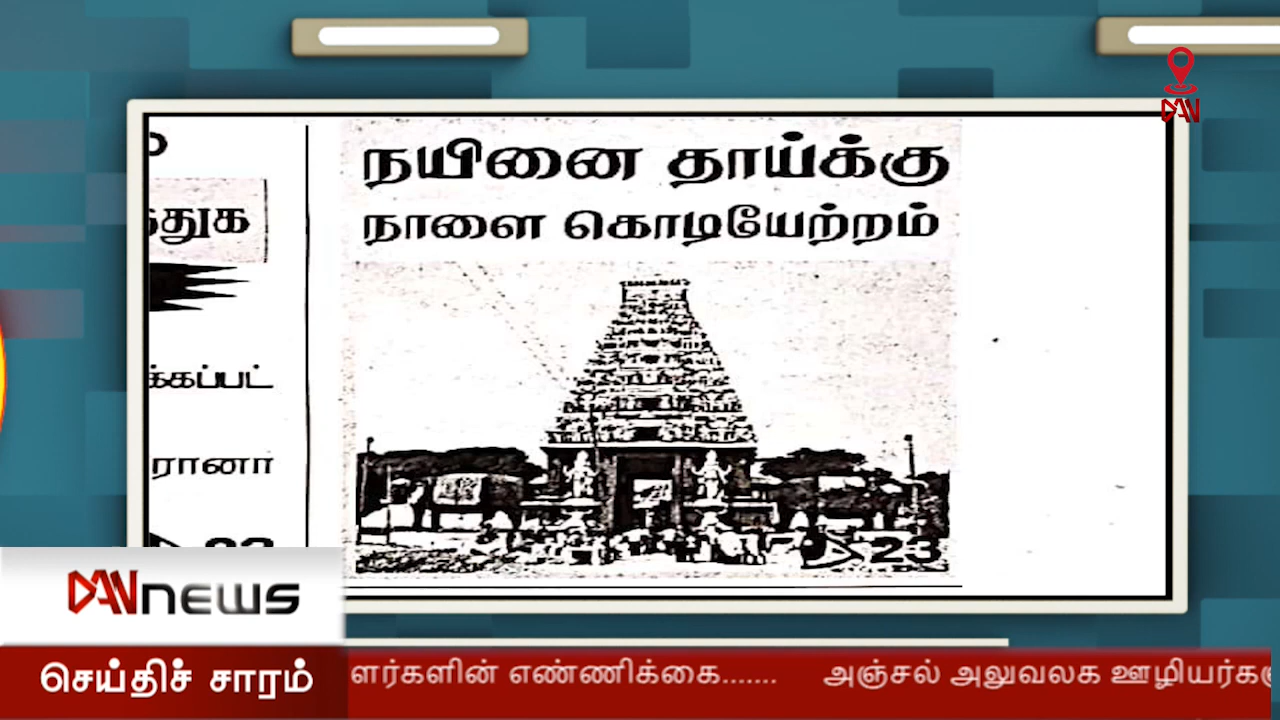 நயினை தாய்க்கு
நாளை கொடியேற்றம்
துக
க்கப்பட்
ரானா
23
DAN
DAN news
செய்திச் சாரம்
ளர்களின் எண்ணிக்கை.......
அஞ்சல் அலுவலக ஊழியர்க